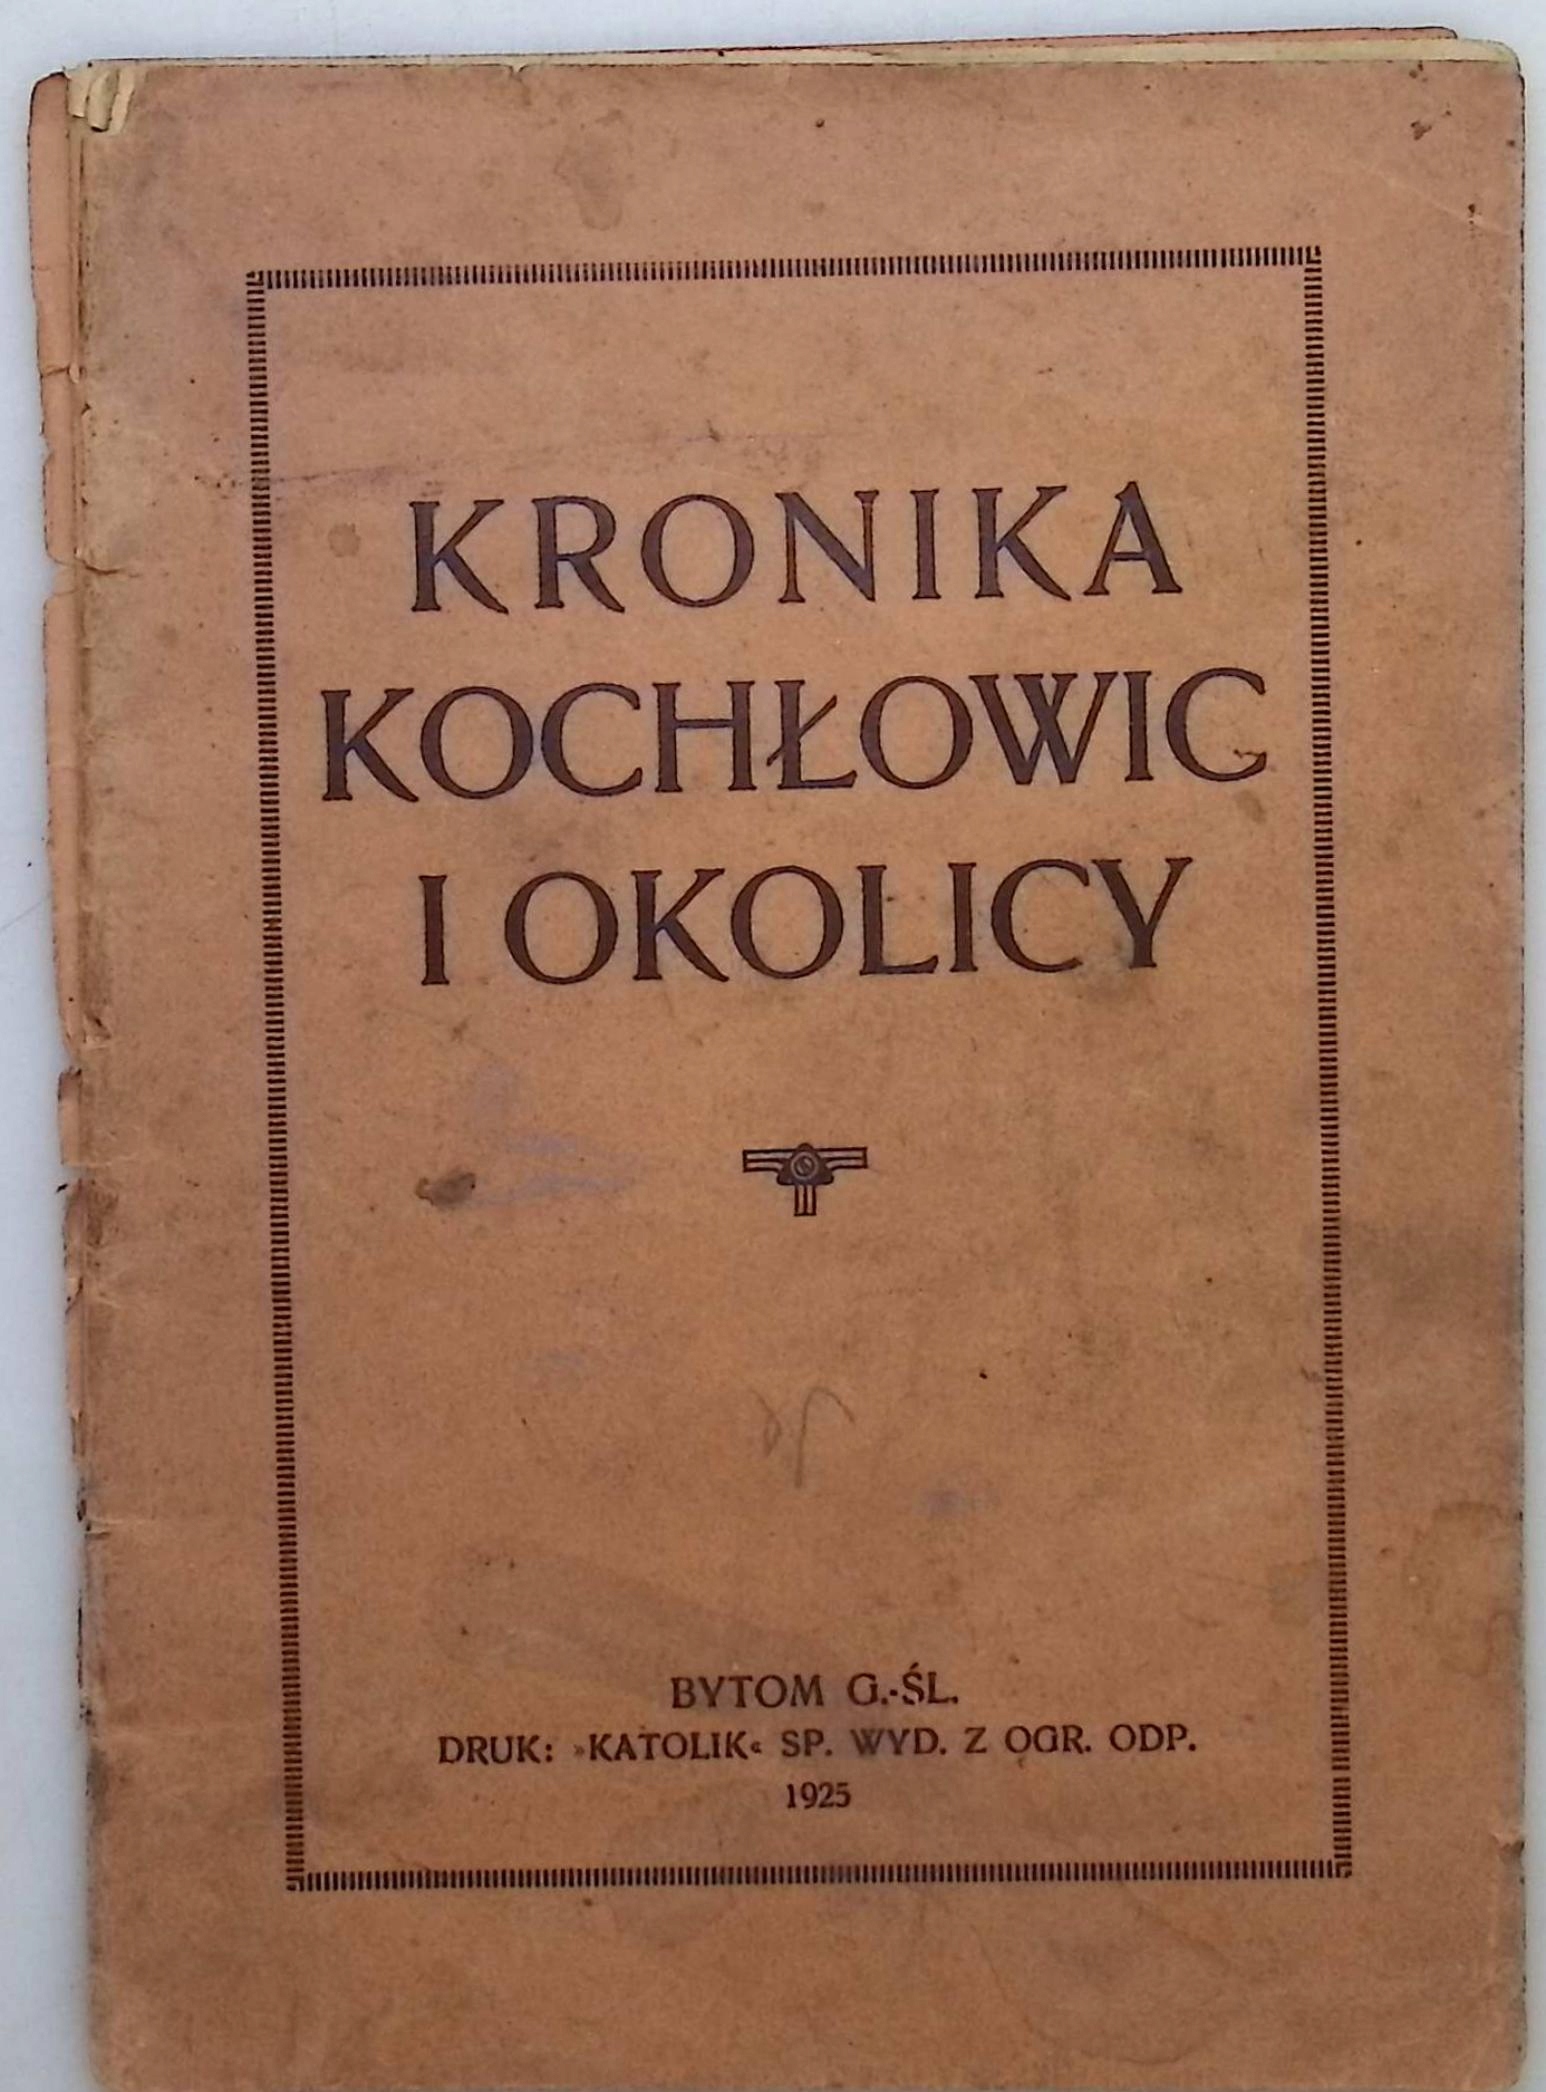 KRONIKA
KOCHŁOWIC
I OKOLICY
BYTOM G.-ŚL.
DRUK: »KATOLIK« SP. WYD. Z OGR. ODP.
1925